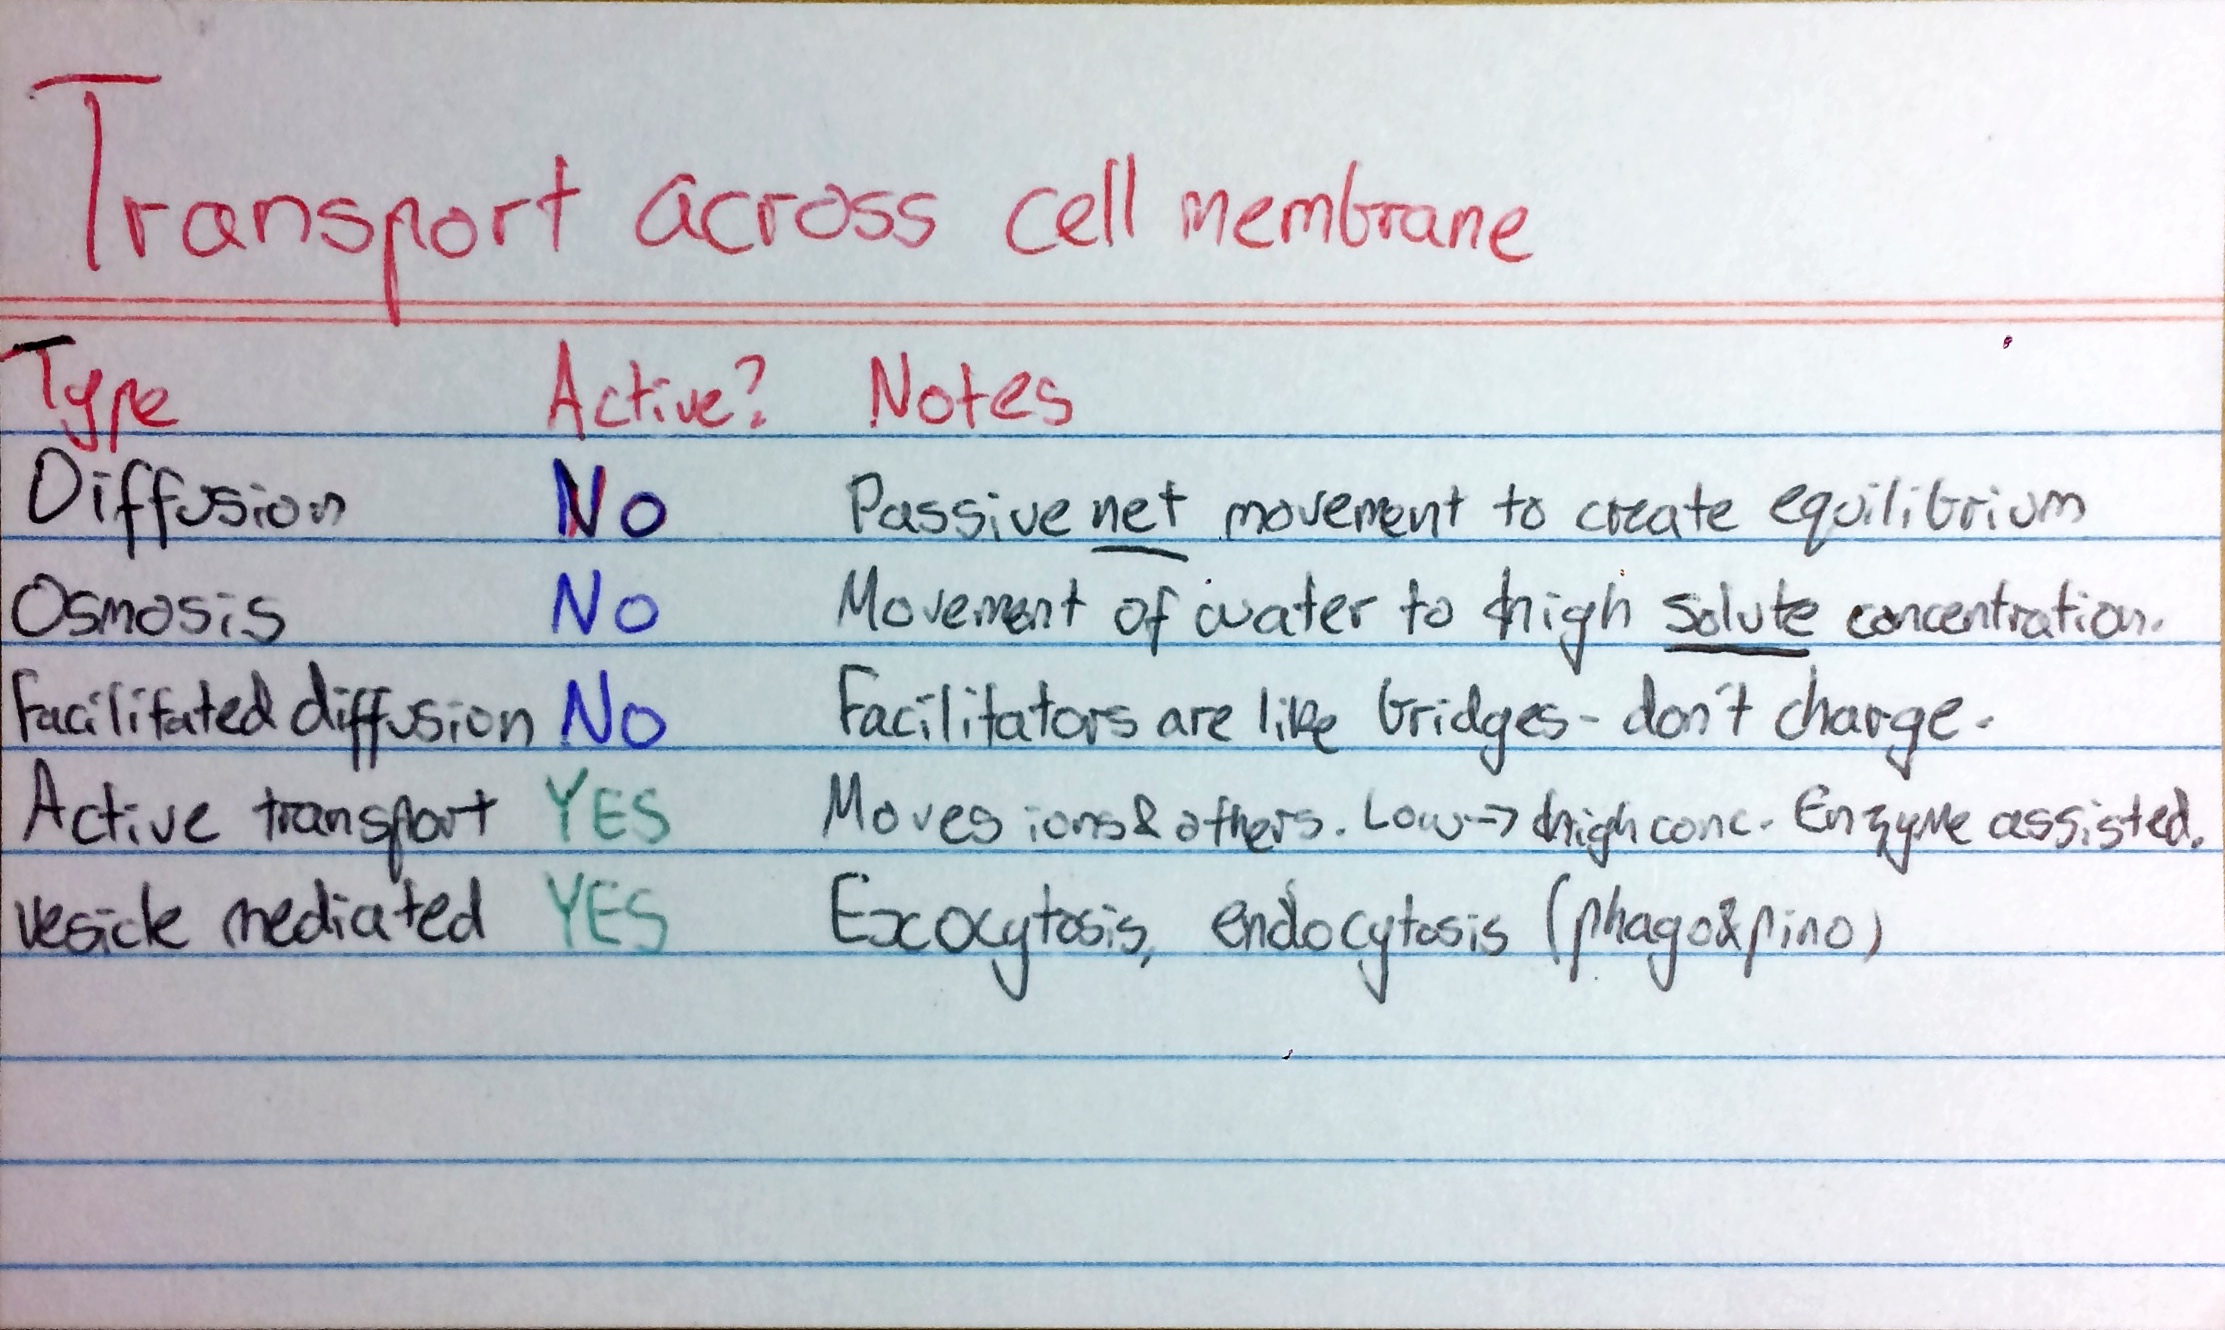 Transport across cell membrane
Type Active? Notes
Diffusion No Passive net movement to create equilibrium
Osmosis No Movement of water to high solute concentration.
Facilitated diffusion No Facilitators are like bridges - don't charge.
Active transport YES Moves ions & others. Low -> high conc. Enzyme assisted.
vesicle mediated YES Exocytosis, endocytosis (phago & pino)